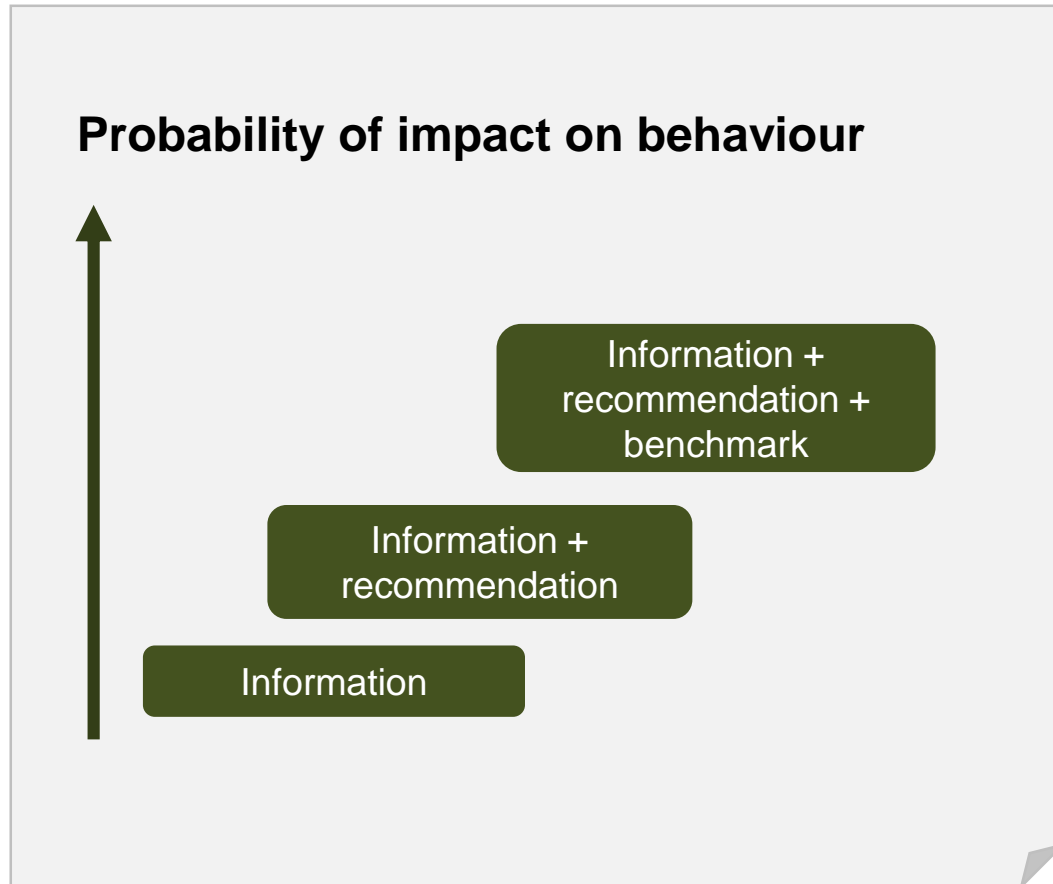 Probability of impact on behaviour
Information +
recommendation +
benchmark
Information +
recommendation
Information